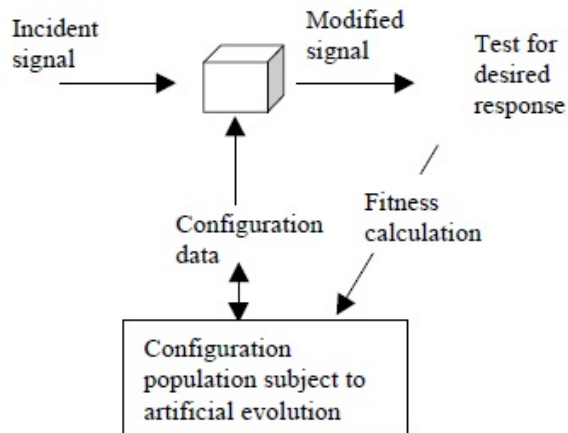 Incident
signal
Modified
signal
Test for
desired
response
Configuration
data
Fitness
calculation
Configuration
population subject to
artificial evolution